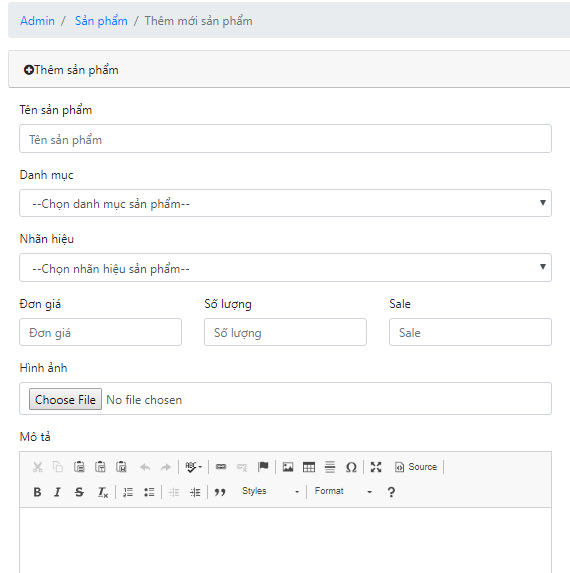 Admin / Sản phẩm / Thêm mới sản phẩm
Thêm sản phẩm
Tên sản phẩm
Tên sản phẩm
Danh mục
--Chọn danh mục sản phẩm--
Nhãn hiệu
--Chọn nhãn hiệu sản phẩm--
Đơn giá Số lượng Sale
Đơn giá Số lượng Sale
Hình ảnh
Choose File No file chosen
Mô tả
ABC Ω Source
B I S Tx Styles Format ?